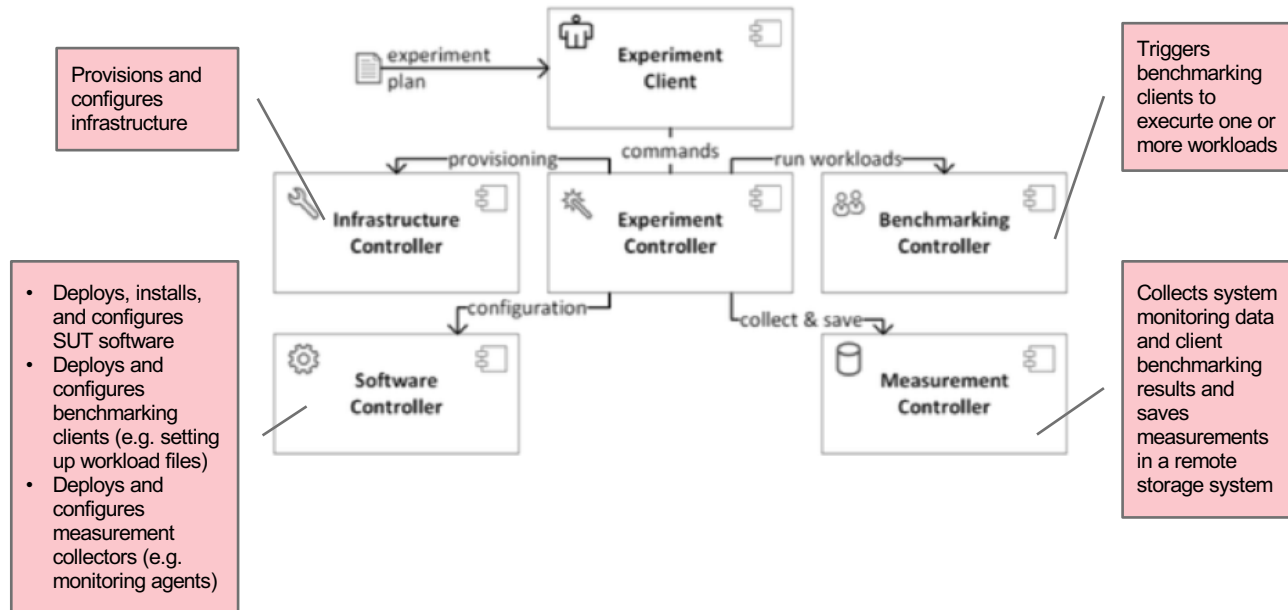 experiment
plan
Experiment
Client
Provisions and
configures
infrastructure
Triggers
benchmarking
clients to
execurte one or
more workloads
provisioning
commands
run workloads
Infrastructure
Controller
Experiment
Controller
Benchmarking
Controller
• Deploys, installs,
and configures
SUT software
• Deploys and
configures
benchmarking
clients (e.g. setting
up workload files)
• Deploys and
configures
measurement
collectors (e.g.
monitoring agents)
configuration
collect & save
Software
Controller
Measurement
Controller
Collects system
monitoring data
and client
benchmarking
results and
saves
measurements
in a remote
storage system